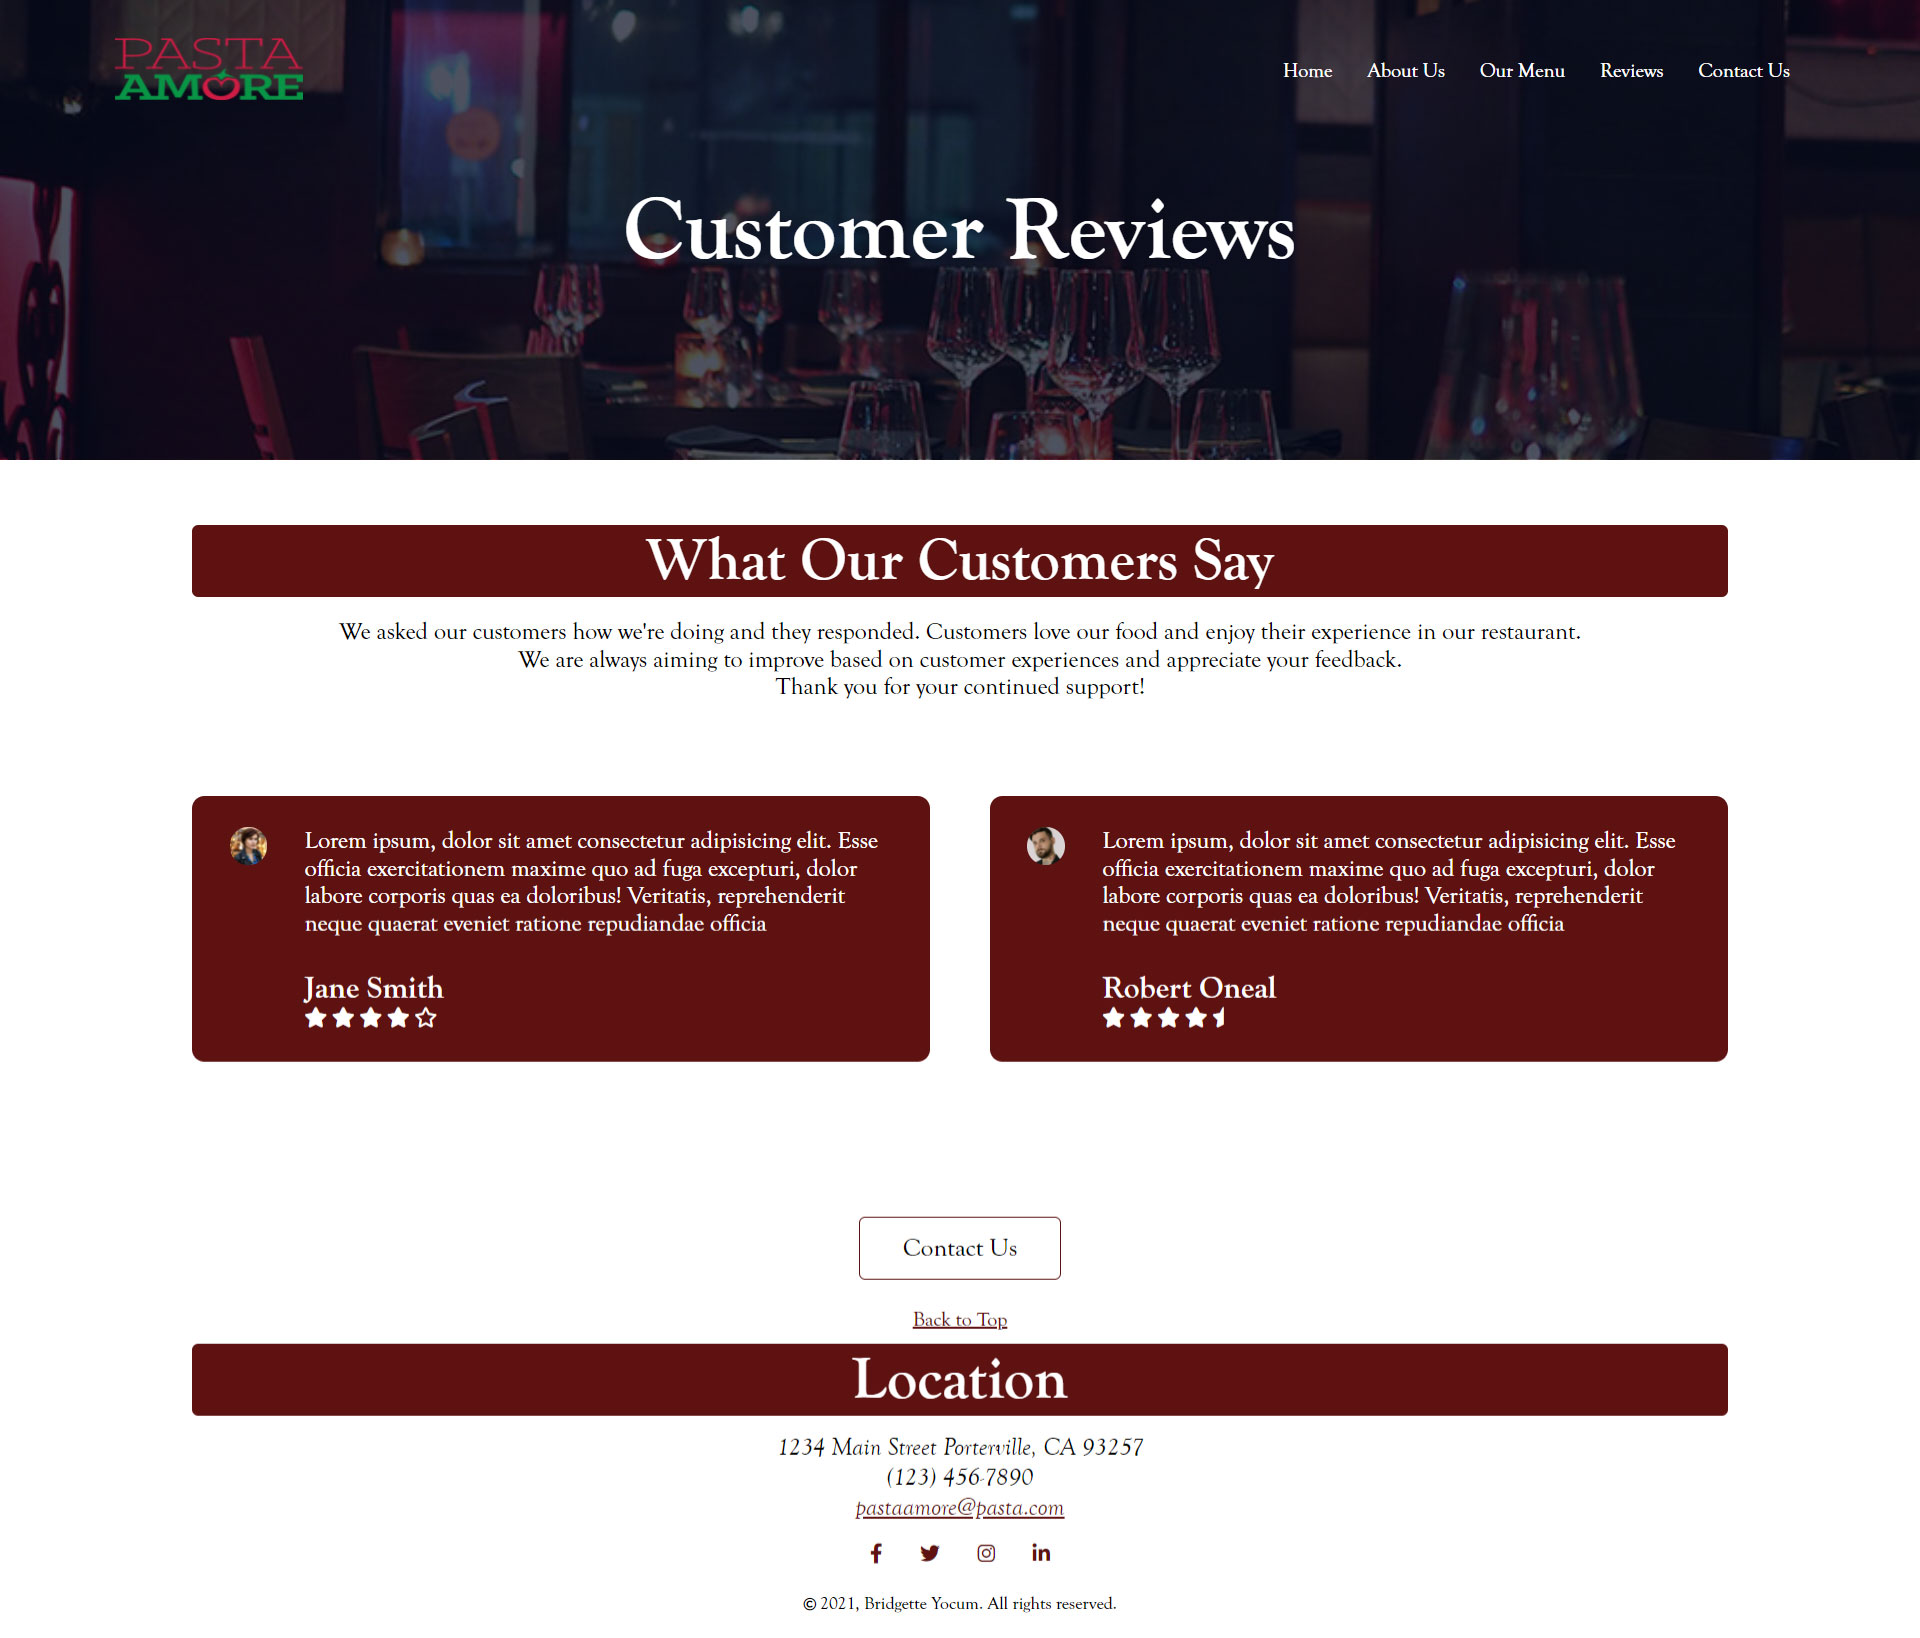 PASTA
AMORE
Home About Us Our Menu Reviews Contact Us
Customer Reviews
What Our Customers Say
We asked our customers how we're doing and they responded. Customers love our food and enjoy their experience in our restaurant.
We are always aiming to improve based on customer experiences and appreciate your feedback.
Thank you for your continued support!
Lorem ipsum, dolor sit amet consectetur adipisicing elit. Esse
officia exercitationem maxime quo ad fuga excepturi, dolor
labore corporis quas ea doloribus! Veritatis, reprehenderit
neque quaerat eveniet ratione repudiandae officia
Jane Smith
Lorem ipsum, dolor sit amet consectetur adipisicing elit. Esse
officia exercitationem maxime quo ad fuga excepturi, dolor
labore corporis quas ea doloribus! Veritatis, reprehenderit
neque quaerat eveniet ratione repudiandae officia
Robert Oneal
Contact Us
Back to Top
Location
1234 Main Street Porterville, CA 93257
(123) 456-7890
pastaamore@pasta.com
© 2021, Bridgette Yocum. All rights reserved.